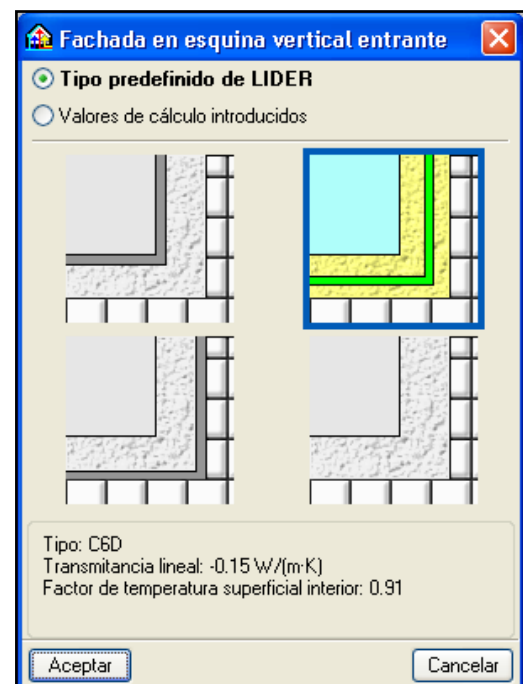 Fachada en esquina vertical entrante
Tipo predefinido de LIDER
Valores de cálculo introducidos
Tipo: C6D
Transmitancia lineal: -0.15 W/(m·K)
Factor de temperatura superficial interior: 0.91
Aceptar
Cancelar